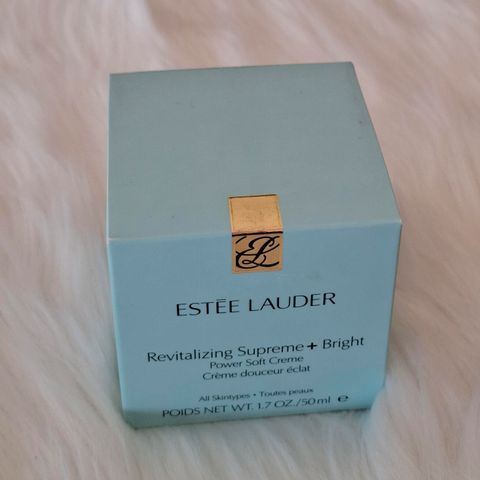 EL
ESTĒE LAUDER
Revitalizing Supreme + Bright
Power Soft Creme
Crème douceur éclat
All Skintypes • Toutes peaux
POIDS NET WT. 1.7 OZ./50 ml e